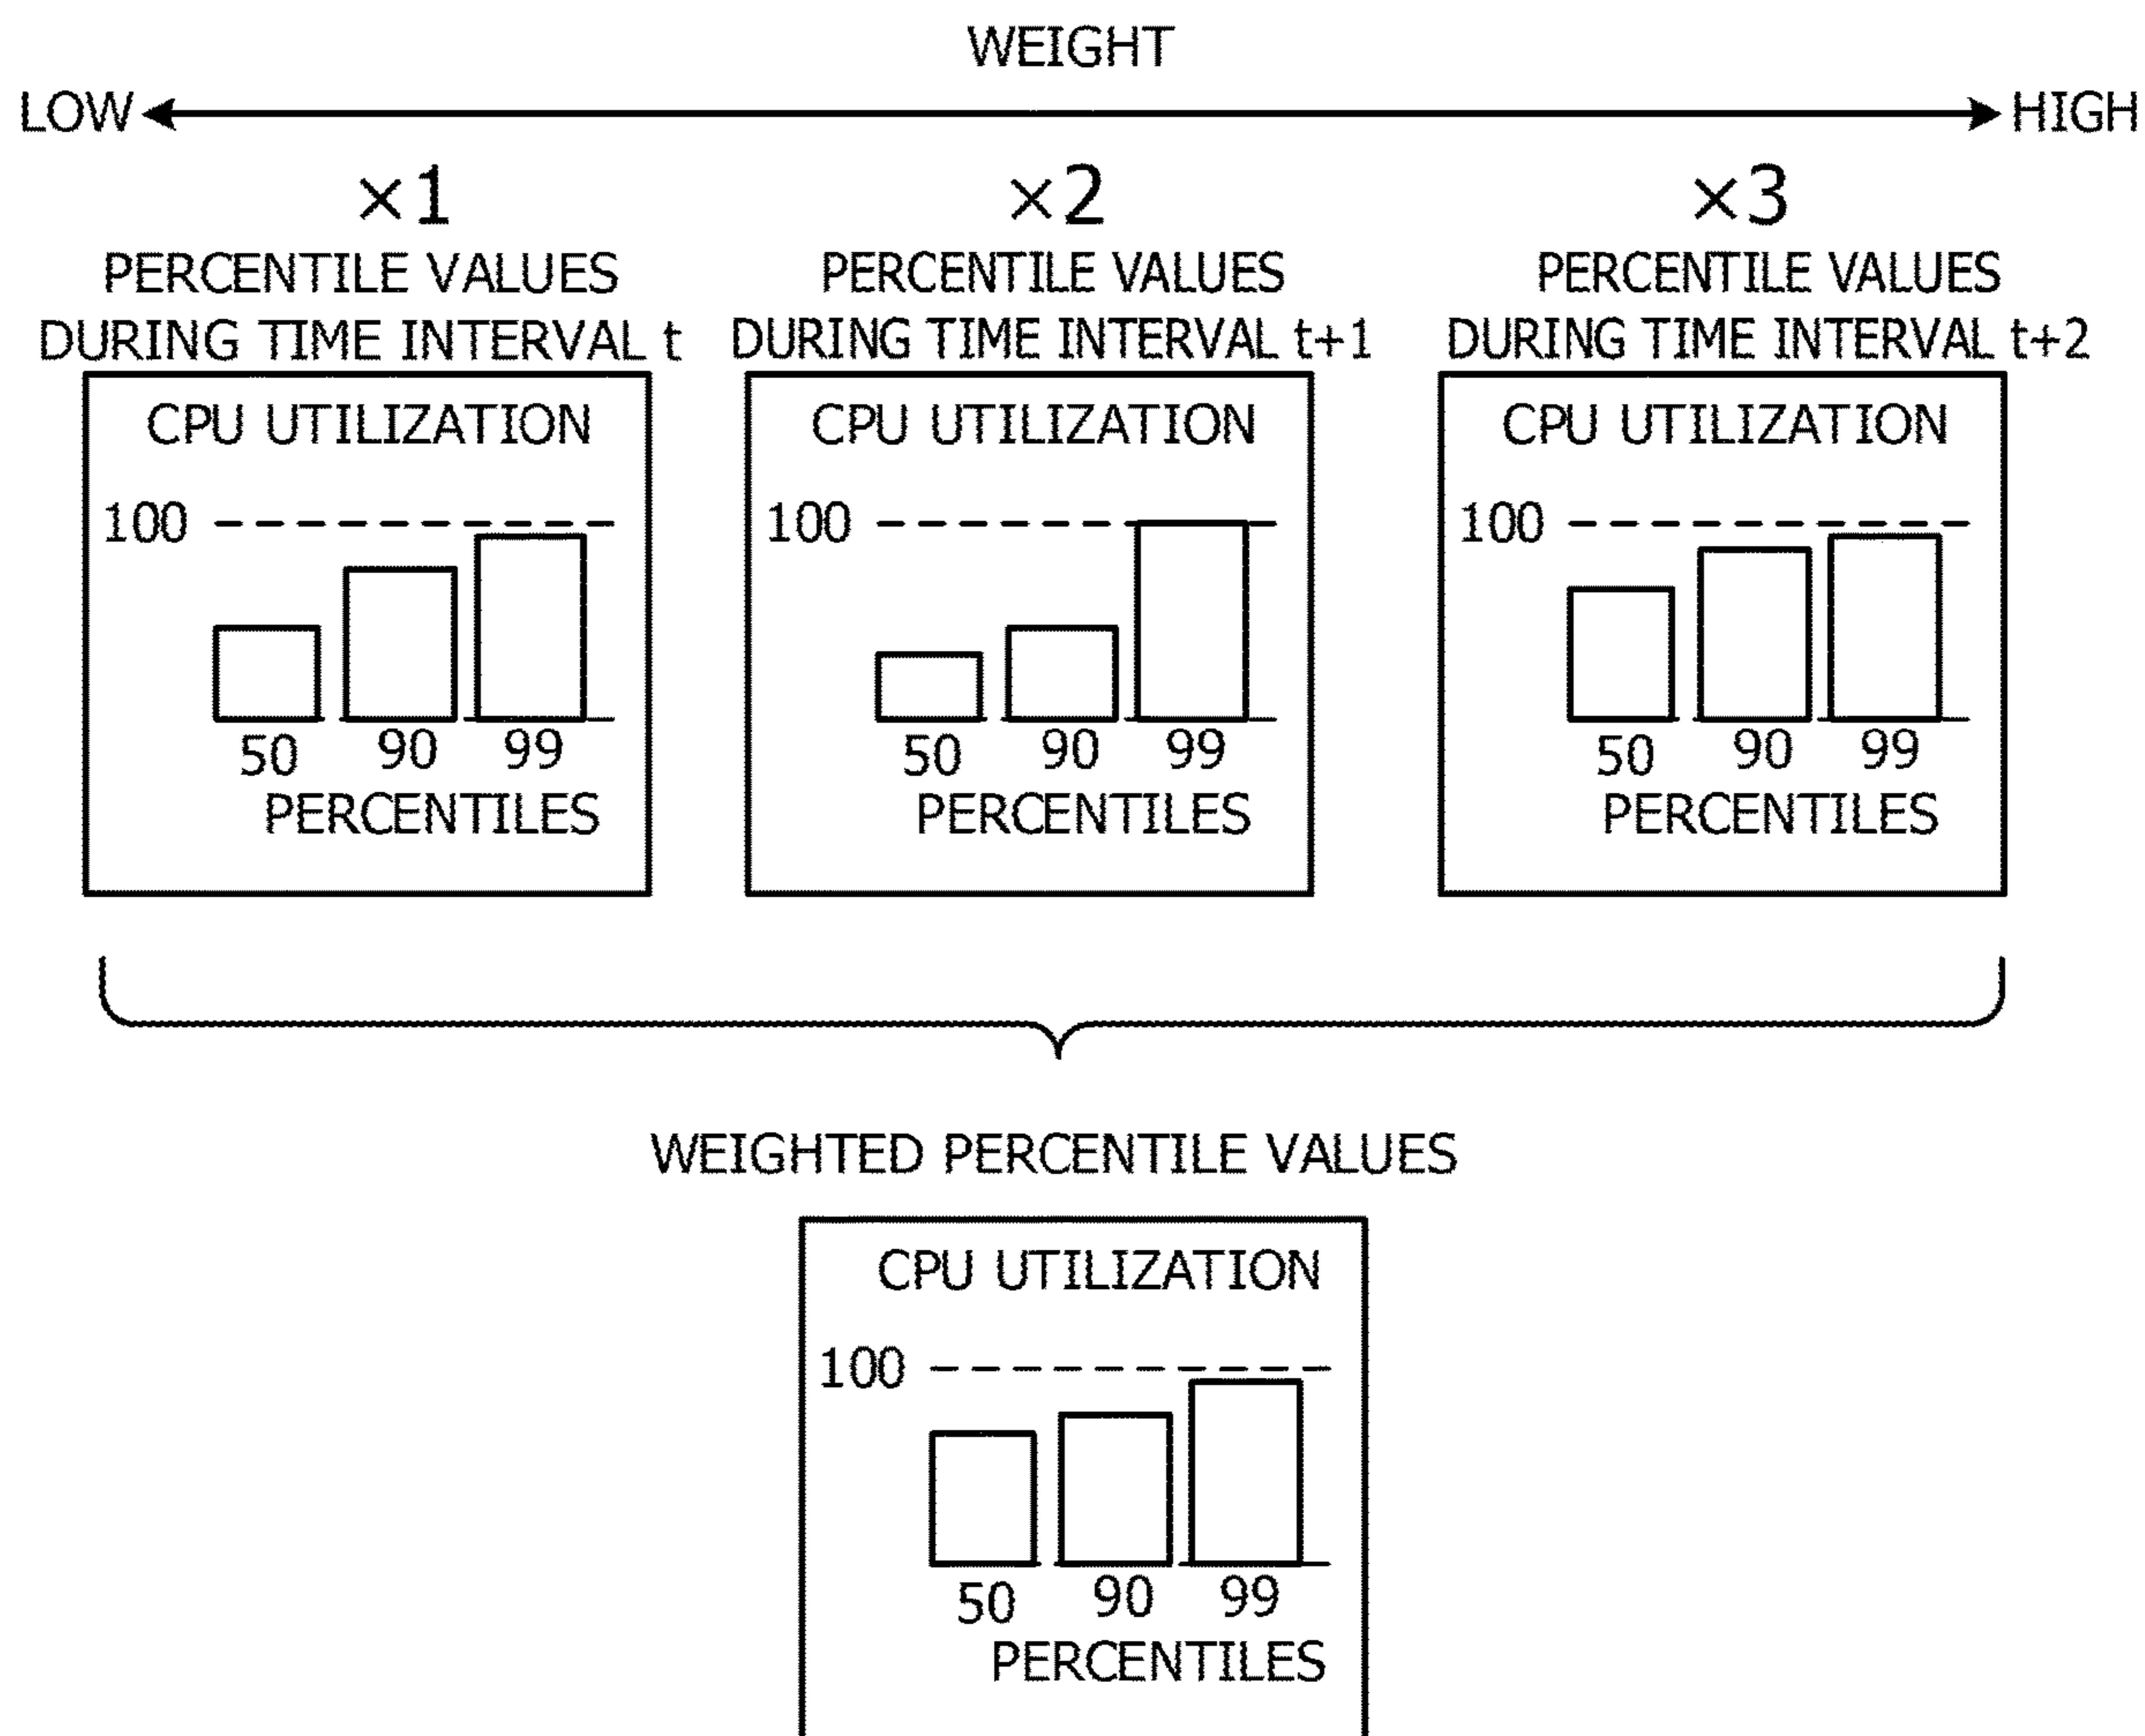 WEIGHT
LOW HIGH
×1 ×2 ×3
PERCENTILE VALUES PERCENTILE VALUES PERCENTILE VALUES
DURING TIME INTERVAL t DURING TIME INTERVAL t+1 DURING TIME INTERVAL t+2
CPU UTILIZATION CPU UTILIZATION CPU UTILIZATION
100 100 100
50 90 99 50 90 99 50 90 99
PERCENTILES PERCENTILES PERCENTILES
WEIGHTED PERCENTILE VALUES
CPU UTILIZATION
100
50 90 99
PERCENTILES